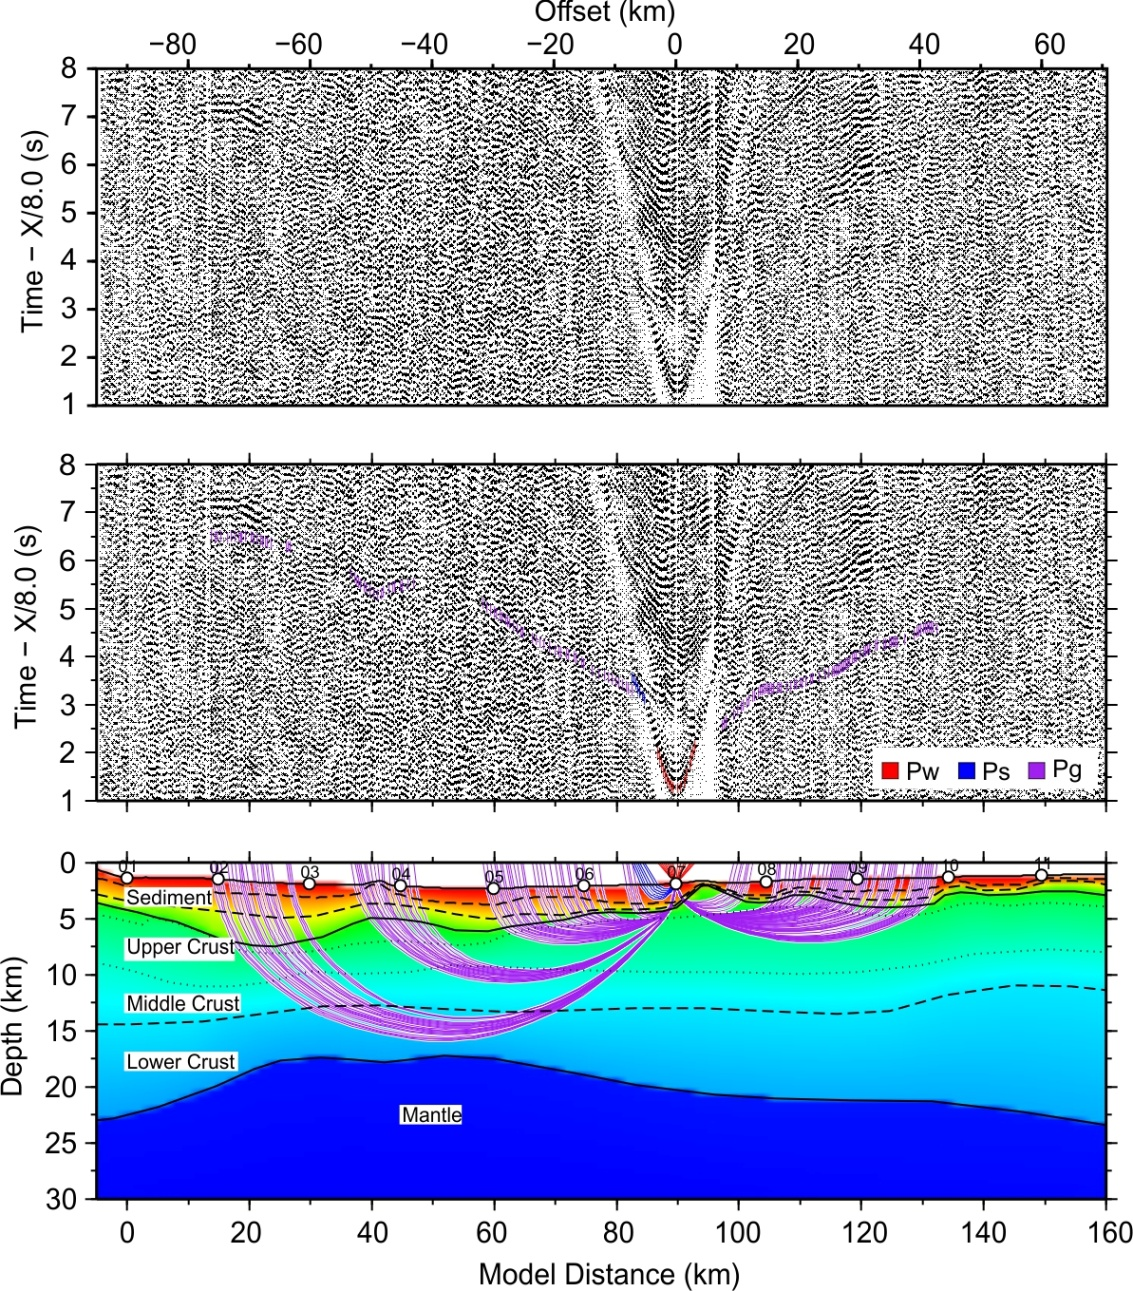 Offset (km)
−80 −60 −40 −20 0 20 40 60
8
7
6
5
4
3
2
1
Time − X/8.0 (s)
8
7
6
5
4
3
2
1
Time − X/8.0 (s)
Pw Ps Pg
0
5
10
15
20
25
30
Depth (km)
01 02 03 04 05 06 07 08 09 10 11
Sediment
Upper Crust
Middle Crust
Lower Crust
Mantle
0 20 40 60 80 100 120 140 160
Model Distance (km)